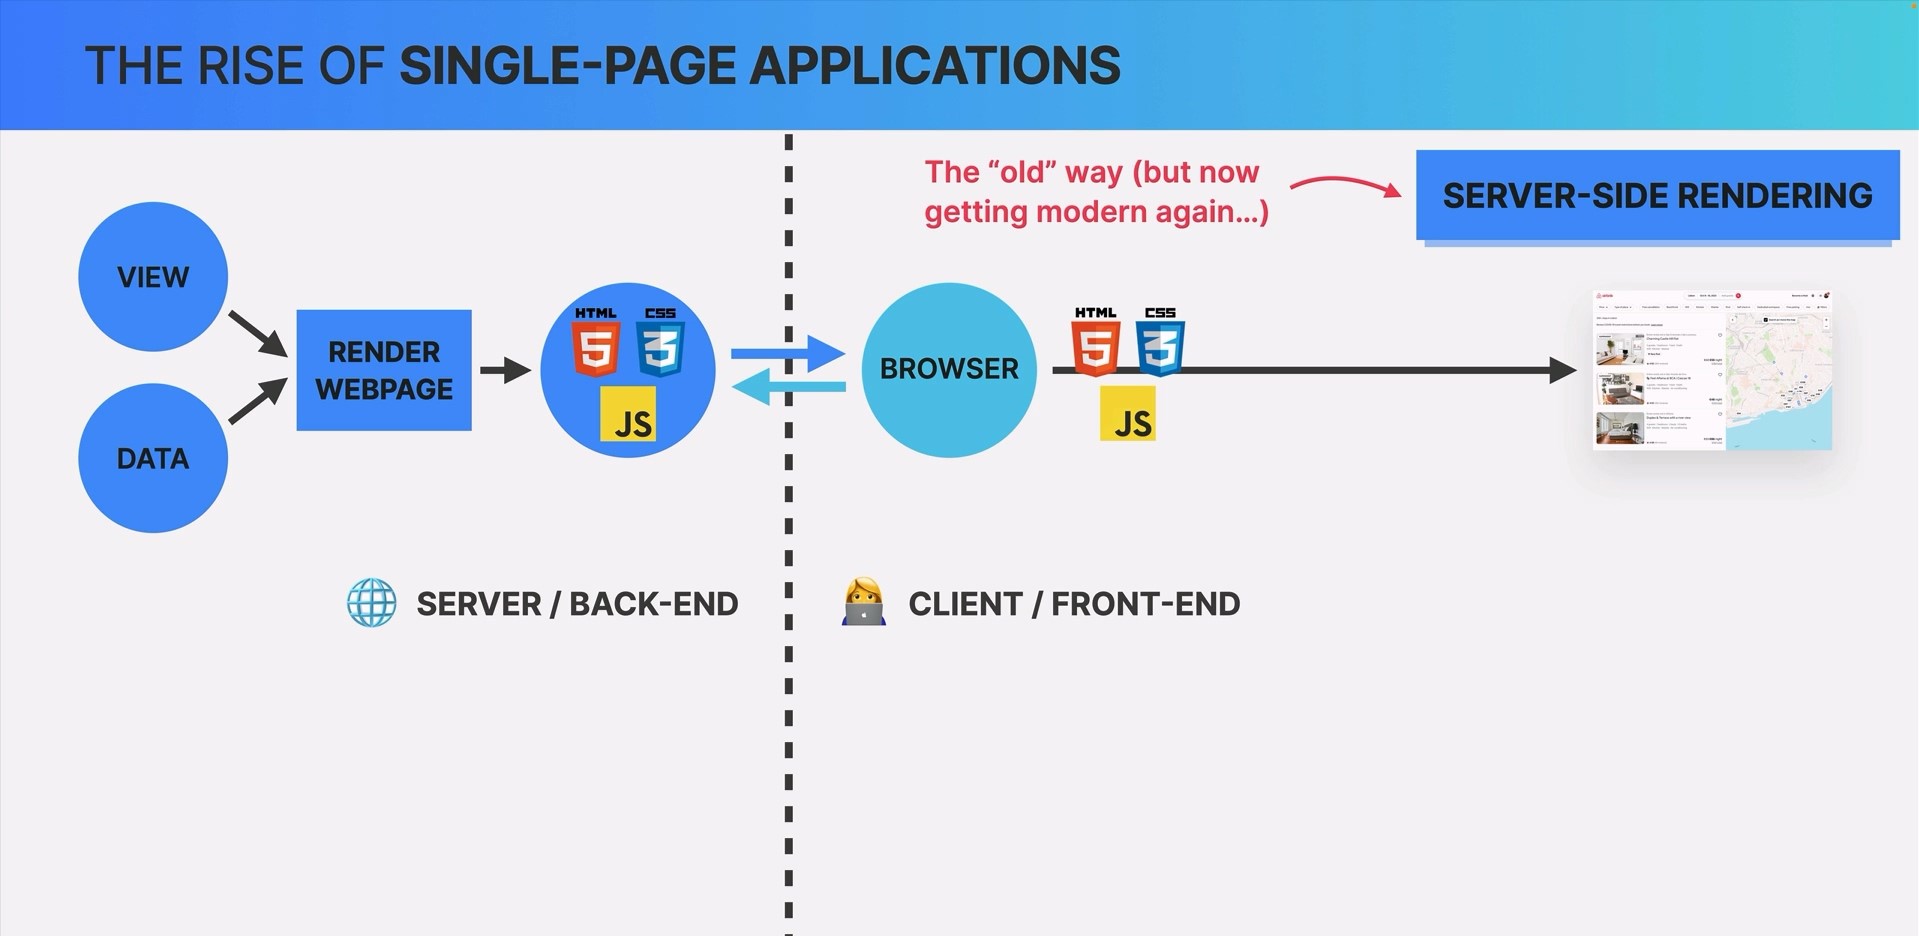 THE RISE OF SINGLE-PAGE APPLICATIONS
The “old” way (but now
getting modern again...)
SERVER-SIDE RENDERING
VIEW
DATA
RENDER
WEBPAGE
HTML
CSS
JS
BROWSER
HTML
CSS
JS
SERVER / BACK-END
CLIENT / FRONT-END